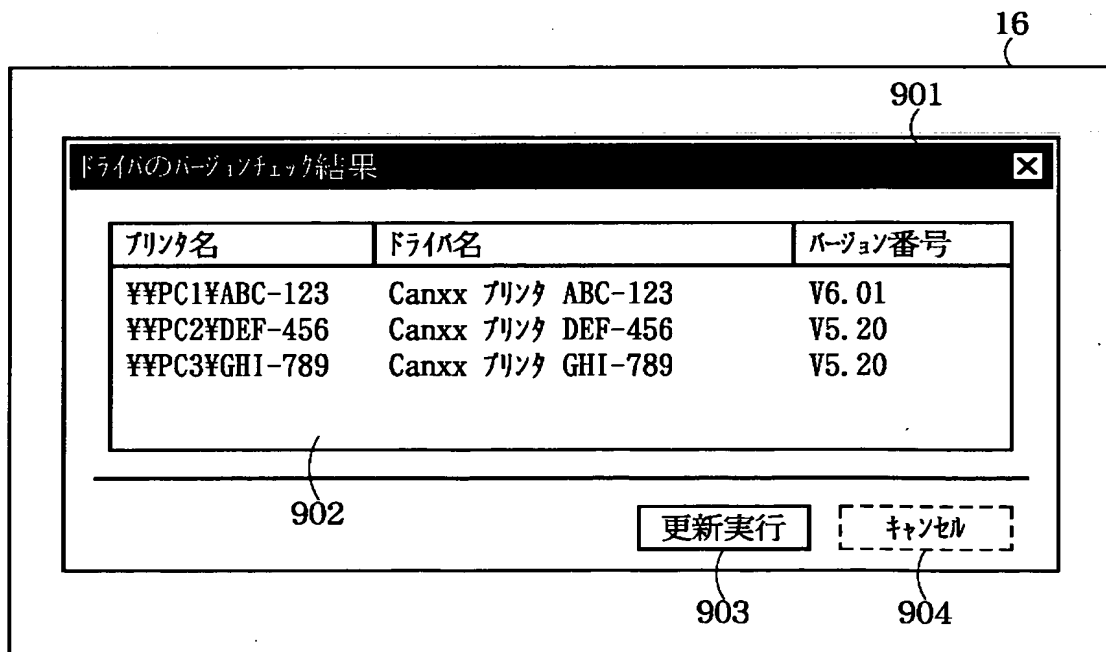 16
901
ﾄﾞﾗｲﾊﾞのﾊﾞｰｼﾞｮﾝﾁｪｯｸ結果
ﾌﾟﾘﾝﾀ名 ﾄﾞﾗｲﾊﾞ名 ﾊﾞｰｼﾞｮﾝ番号
¥¥PC1¥ABC-123 Canxx ﾌﾟﾘﾝﾀ ABC-123 V6.01
¥¥PC2¥DEF-456 Canxx ﾌﾟﾘﾝﾀ DEF-456 V5.20
¥¥PC3¥GHI-789 Canxx ﾌﾟﾘﾝﾀ GHI-789 V5.20
902
更新実行 ｷｬﾝｾﾙ
903 904